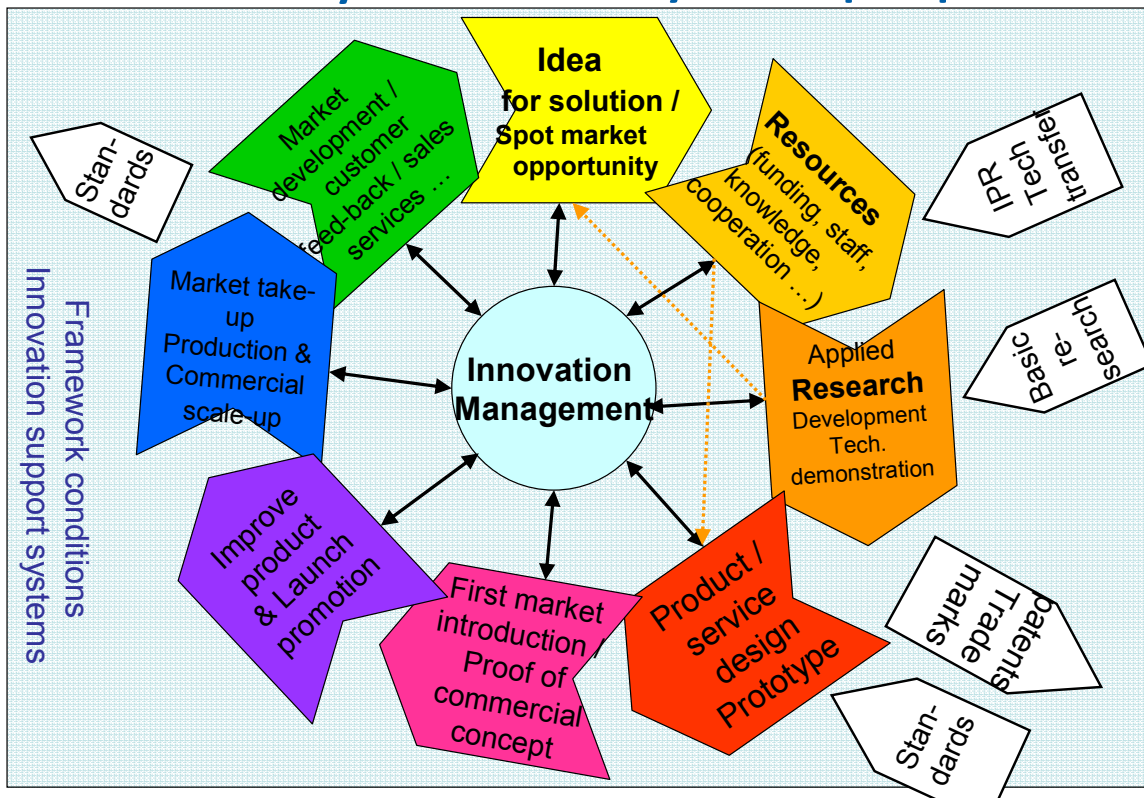 Idea
for solution /
Spot market
opportunity
Resources
(funding, staff,
knowledge,
cooperation
…)
IPR
Tech
transfer
Applied
Research
Development
Tech.
demonstration
Basic
re-
search
Product /
service
design
Prototype
patents
Trade
marks
Stan-
dards
First market
introduction /
Proof of
commercial
concept
Improve
product
& Launch
promotion
Market take-
up
Production &
Commercial
scale-up
Market
development /
customer
feed-back / sales
services …
Stan-
dards
Innovation
Management
Framework conditions
Innovation support systems